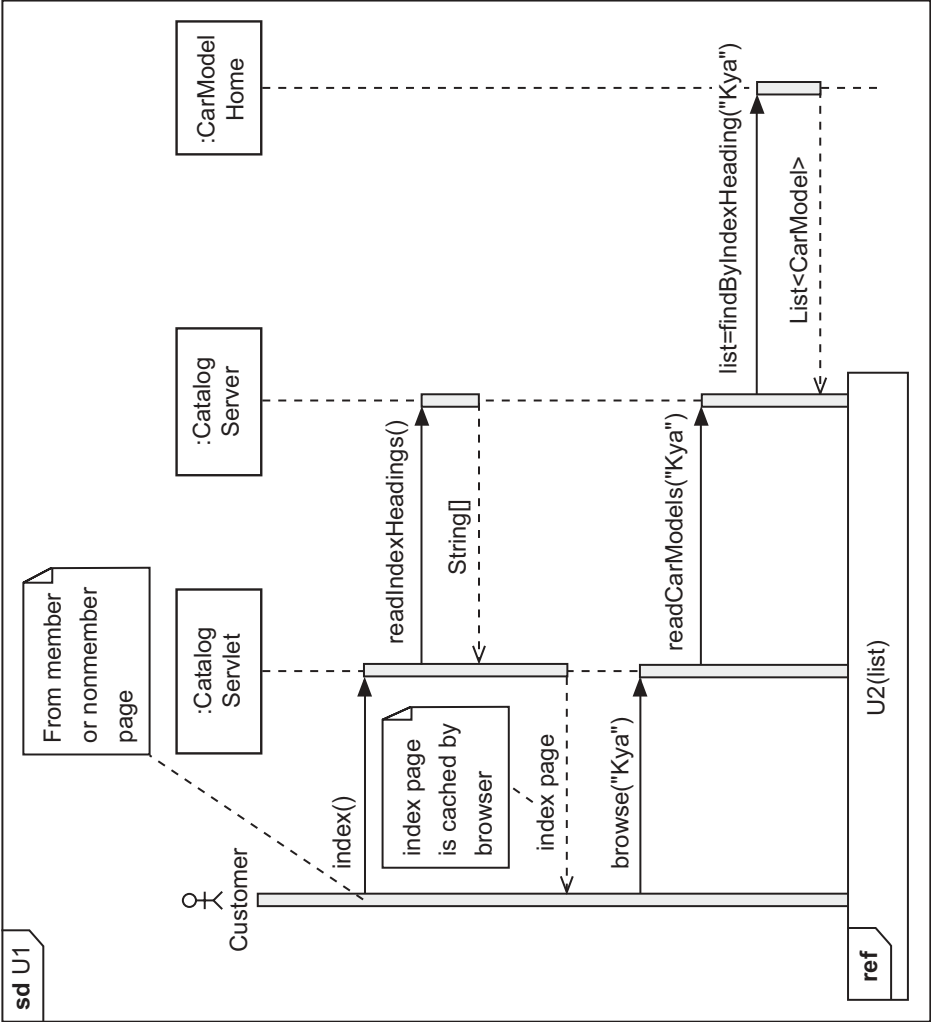 sd U1
From member
or nonmember
page
Customer
:Catalog
Servlet
:Catalog
Server
:CarModel
Home
index()
readIndexHeadings()
index page
is cached by
browser
String[]
index page
browse("Kya")
readCarModels("Kya")
list=findByIndexHeading("Kya")
List<CarModel>
ref
U2(list)